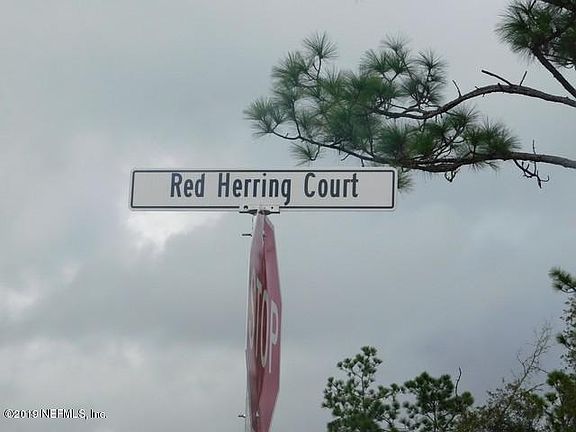 Red Herring Court
STOP
©2019 NEFMLS, Inc.